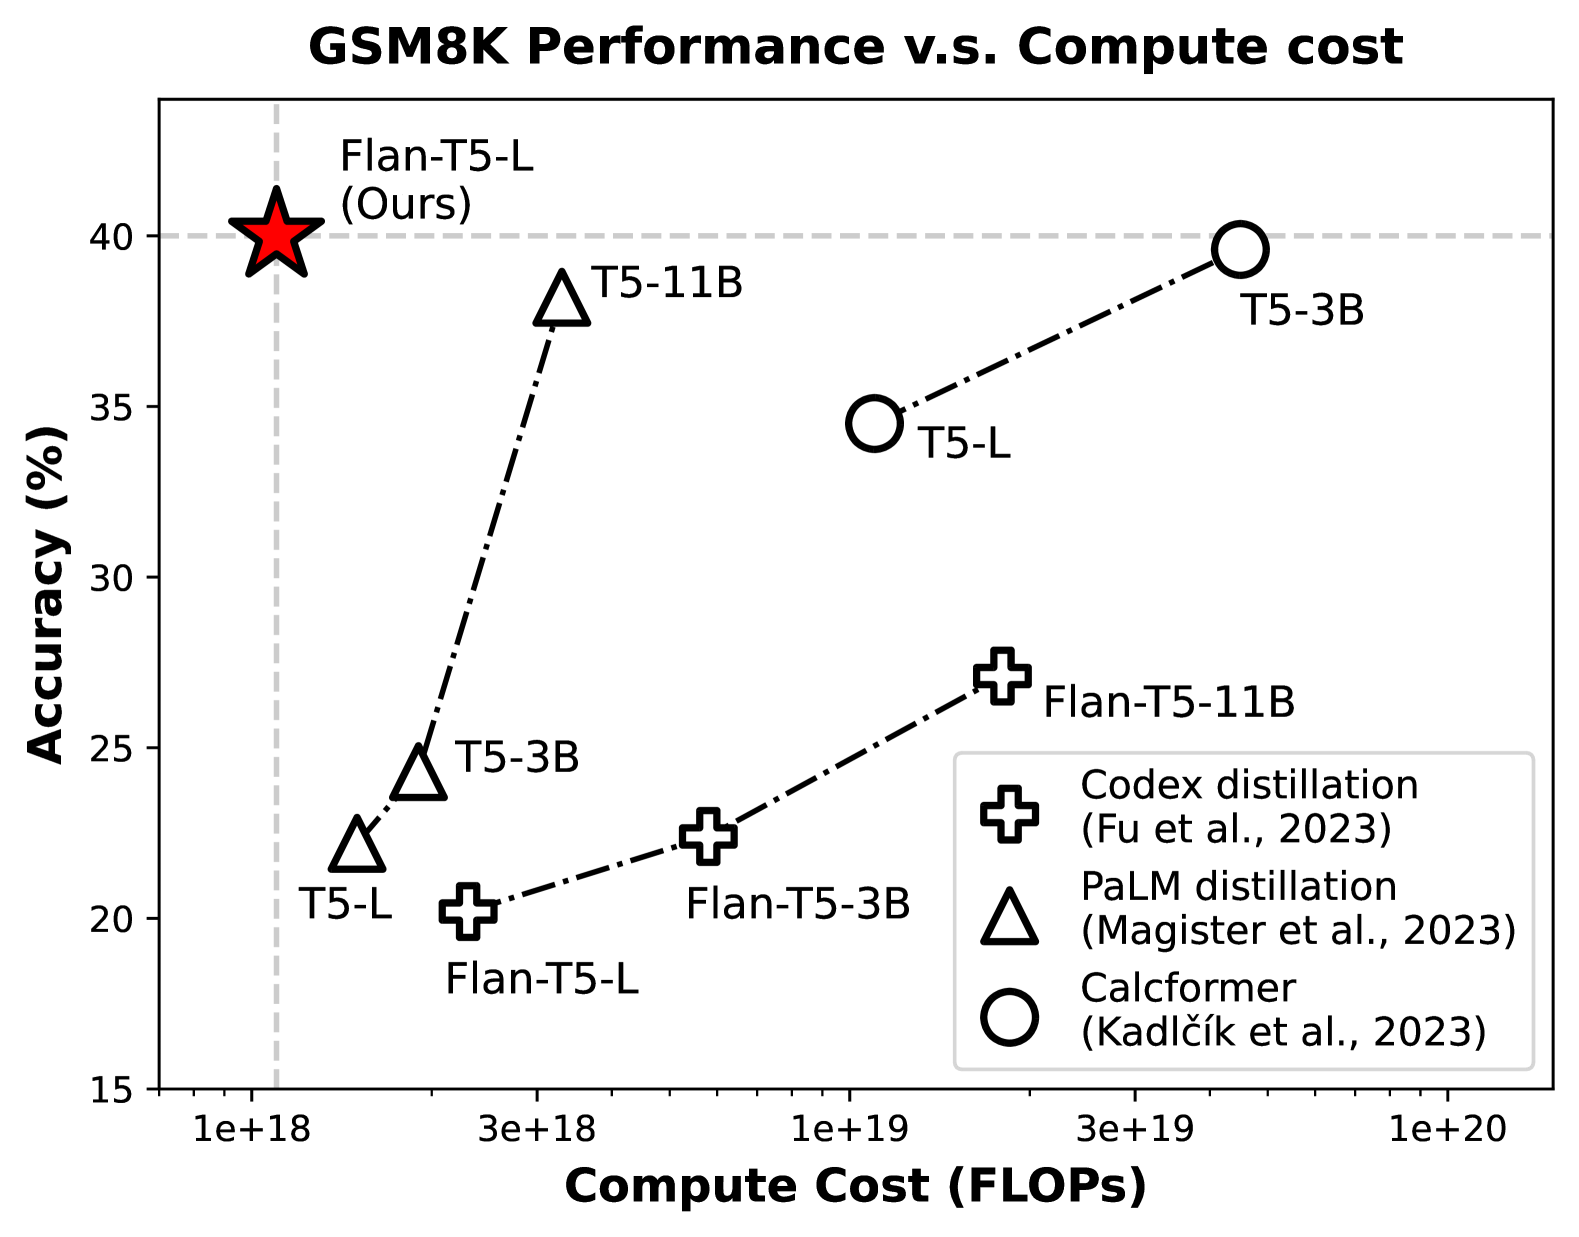 GSM8K Performance v.s. Compute cost
Flan-T5-L
(Ours)
T5-11B
T5-3B
T5-L
Flan-T5-11B
T5-3B
T5-L
Flan-T5-3B
Flan-T5-L
Codex distillation
(Fu et al., 2023)
PaLM distillation
(Magister et al., 2023)
Calcformer
(Kadlčík et al., 2023)
Accuracy (%)
40
35
30
25
20
15
1e+18
3e+18
1e+19
3e+19
1e+20
Compute Cost (FLOPs)